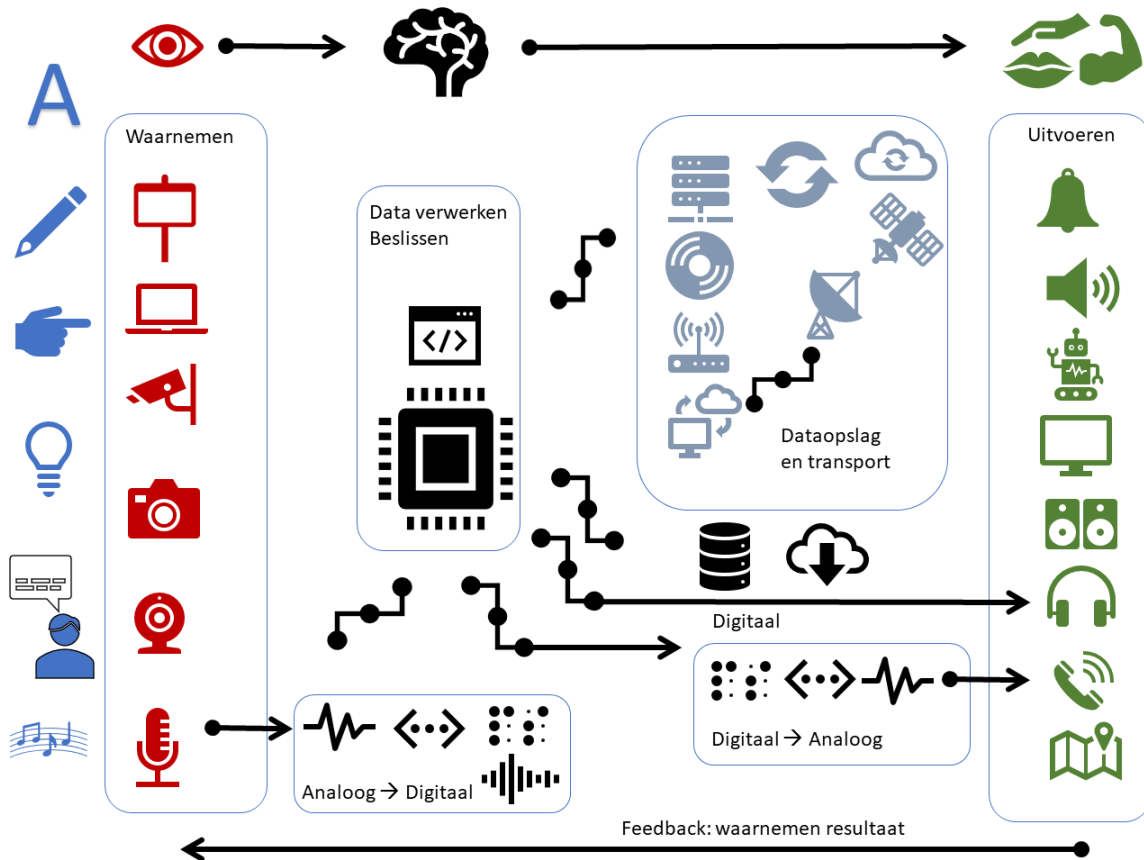 A
Waarnemen
Uitvoeren
Data verwerken
Beslissen
</>
Dataopslag
en transport
Digitaal
Digitaal → Analoog
Analoog → Digitaal
Feedback: waarnemen resultaat